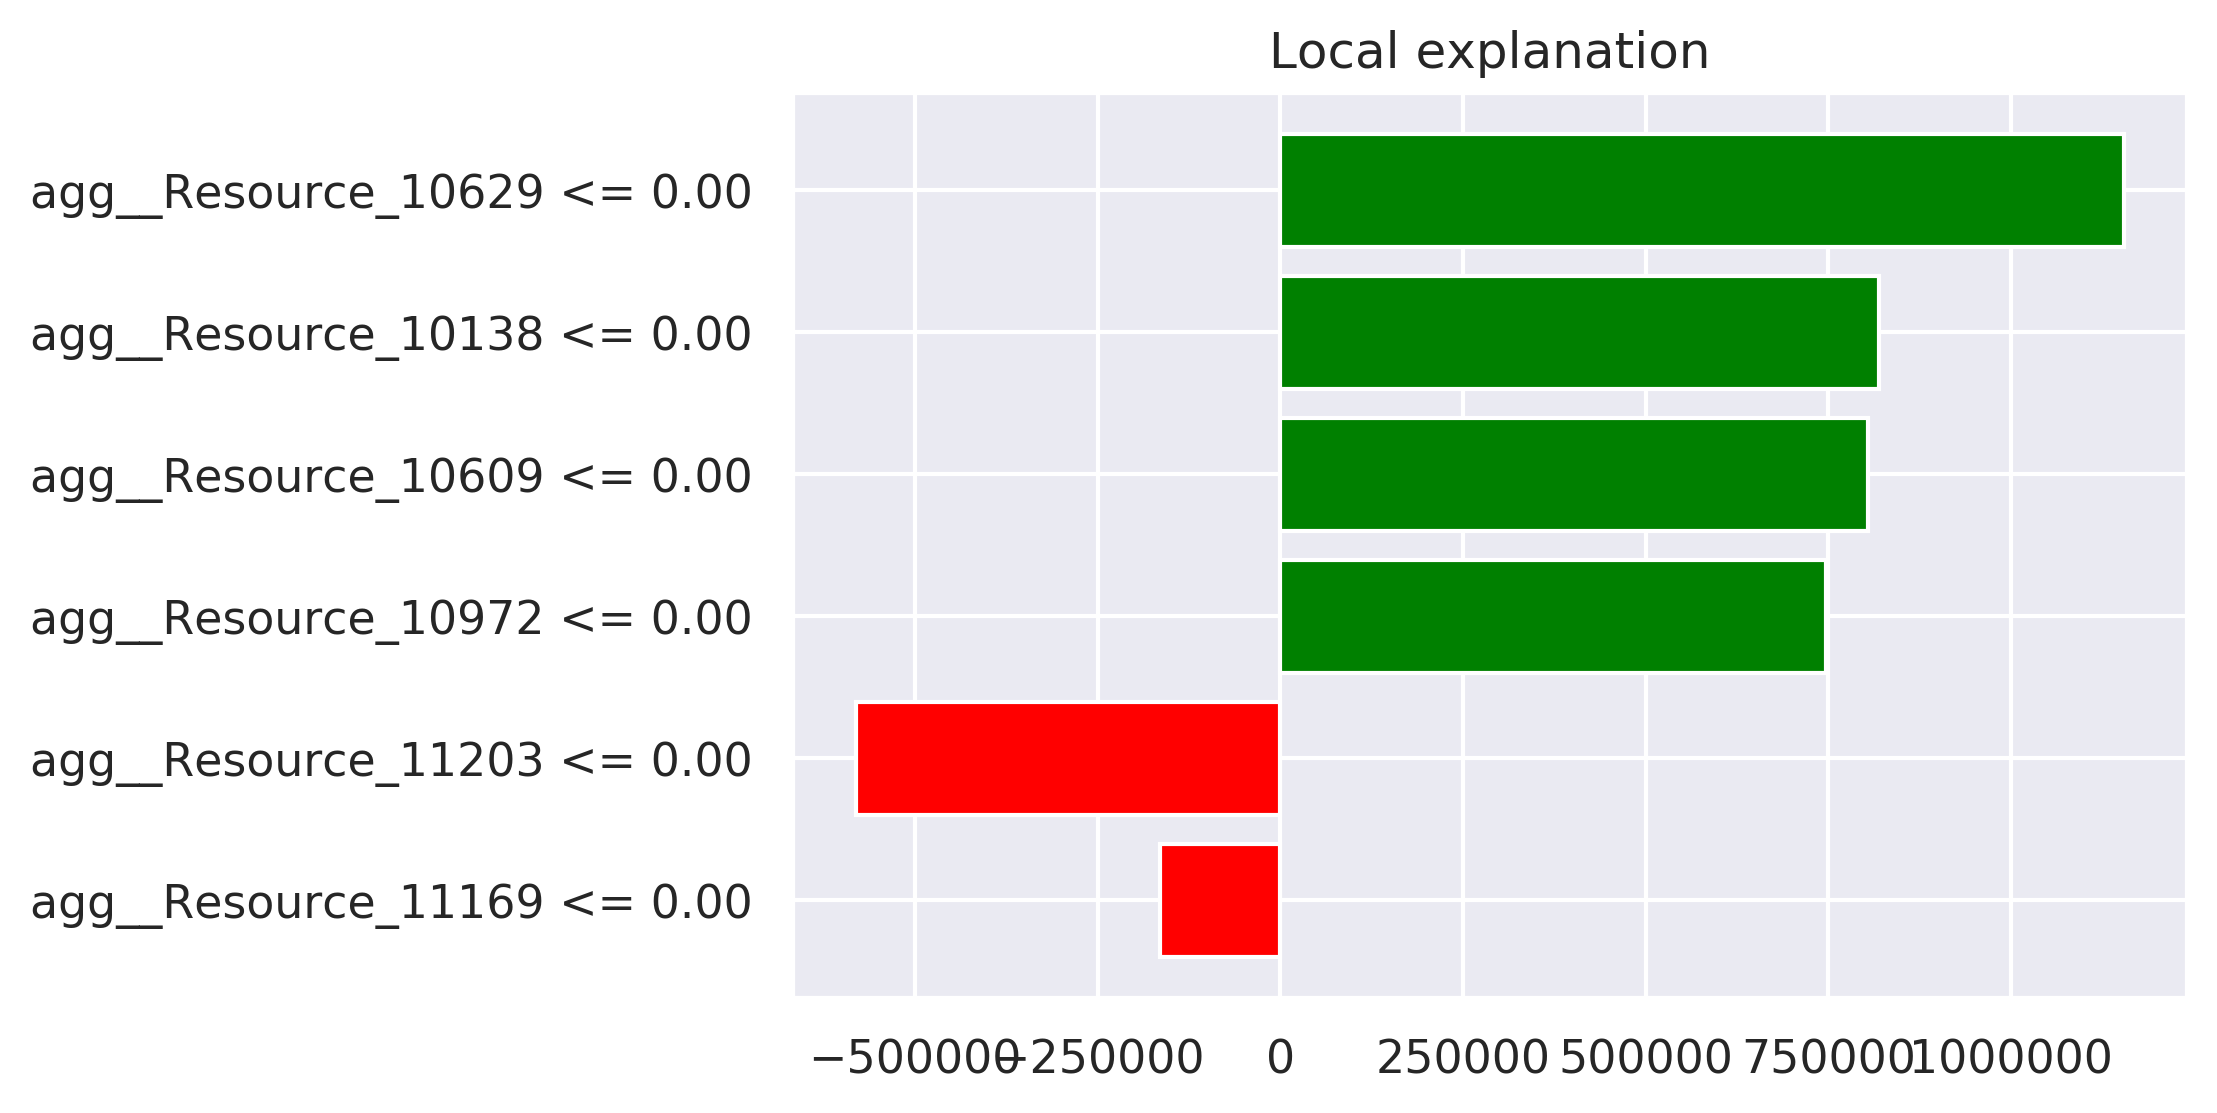 Local explanation
agg__Resource_10629 <= 0.00
agg__Resource_10138 <= 0.00
agg__Resource_10609 <= 0.00
agg__Resource_10972 <= 0.00
agg__Resource_11203 <= 0.00
agg__Resource_11169 <= 0.00
−500000 −250000 0 250000 500000 750000 1000000